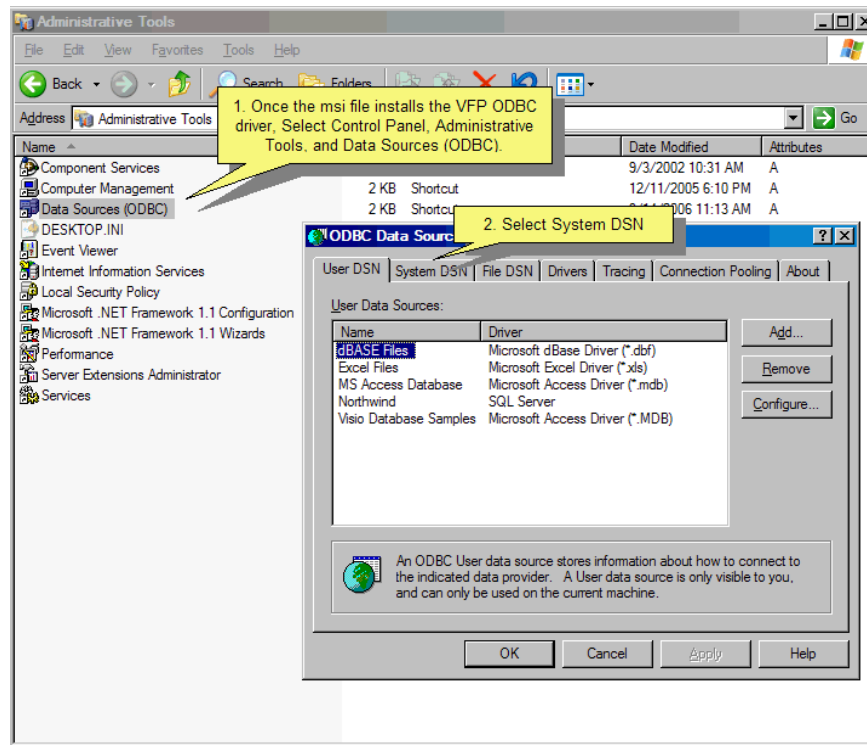 Administrative Tools
File Edit View Favorites Tools Help
Back Search Folders
Address Administrative Tools Go
1. Once the msi file installs the VFP ODBC
driver, Select Control Panel, Administrative
Tools, and Data Sources (ODBC).
Name Date Modified Attributes
Component Services 9/3/2002 10:31 AM A
Computer Management 2 KB Shortcut 12/11/2005 6:10 PM A
Data Sources (ODBC) 2 KB Shortcut 11:13 AM A
DESKTOP.INI
Event Viewer
Internet Information Services
Local Security Policy
Microsoft .NET Framework 1.1 Configuration
Microsoft .NET Framework 1.1 Wizards
Performance
Server Extensions Administrator
Services
2. Select System DSN
ODBC Data
User DSN System DSN File DSN Drivers Tracing Connection Pooling About
User Data Sources:
Name Driver
dBASE Files Microsoft dBase Driver (*.dbf)
Excel Files Microsoft Excel Driver (*.xls)
MS Access Database Microsoft Access Driver (*.mdb)
Northwind SQL Server
Visio Database Samples Microsoft Access Driver (*.MDB)
Add...
Remove
Configure...
An ODBC User data source stores information about how to connect to
the indicated data provider. A User data source is only visible to you,
and can only be used on the current machine.
OK Cancel Apply Help